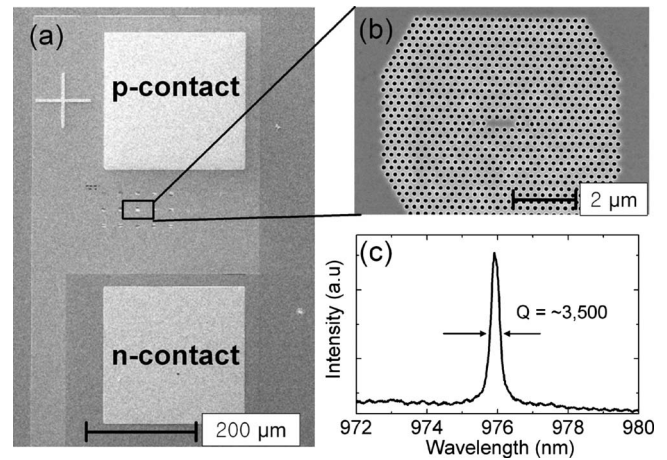 (a)
p-contact
n-contact
200 μm
(b)
2 μm
(c)
Q = ~3,500
Intensity (a.u)
972 974 976 978 980
Wavelength (nm)